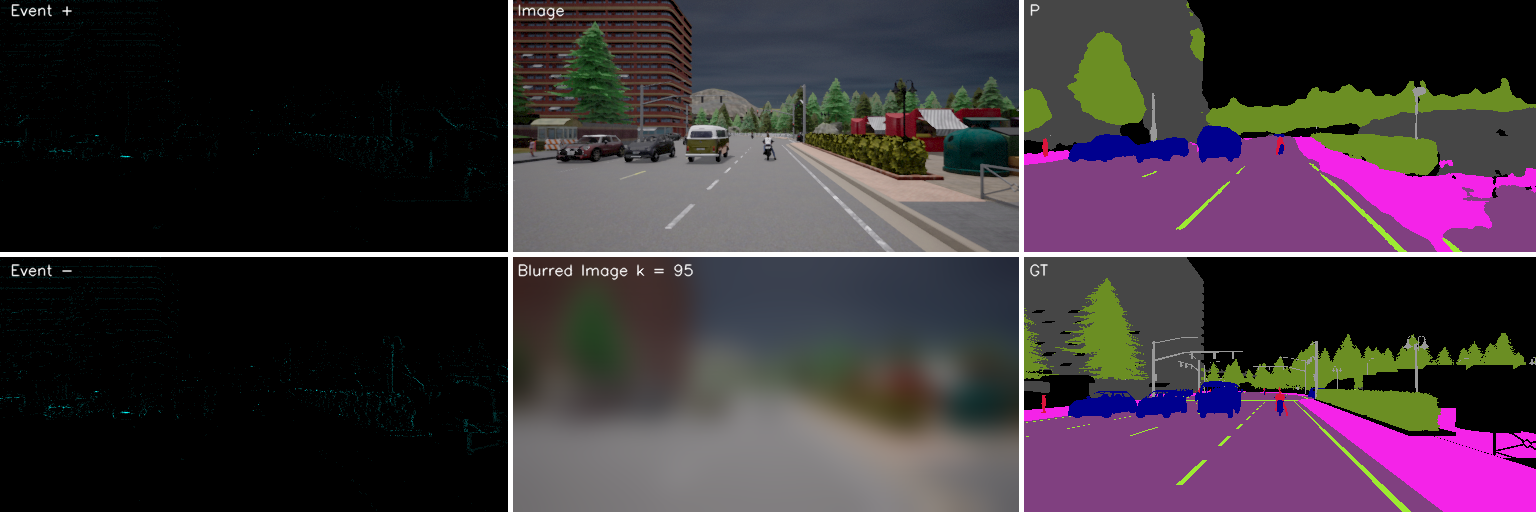 Event +
Image
P
Event -
Blurred Image k = 95
GT